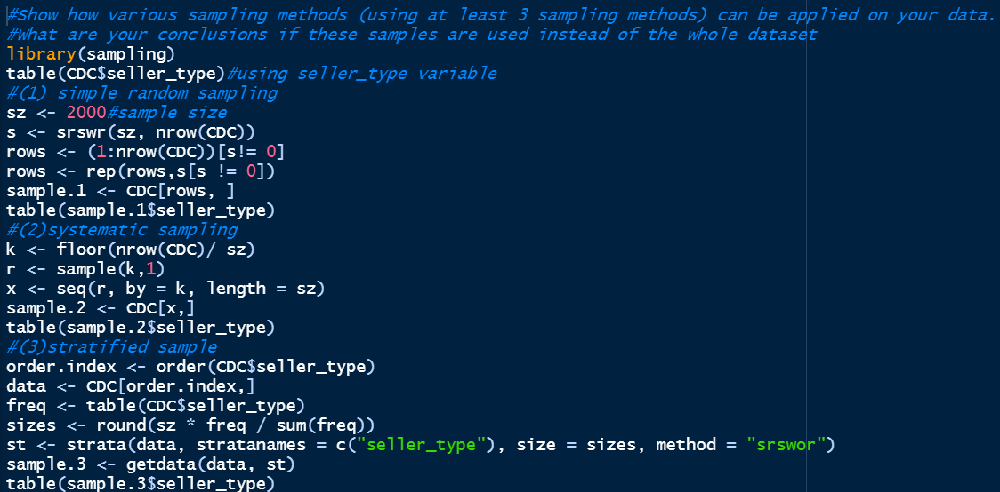 #show how various sampling methods (using at least 3 sampling methods) can be applied on your data.
#what are your conclusions if these samples are used instead of the whole dataset
library(sampling)
table(CDC$seller_type)#using seller_type variable
#(1) simple random sampling
sz <- 2000#sample size
s <- srswr(sz, nrow(CDC))
rows <- (1:nrow(CDC))[s!= 0]
rows <- rep(rows,s[s != 0])
sample.1 <- CDC[rows, ]
table(sample.1$seller_type)
#(2)systematic sampling
k <- floor(nrow(CDC)/ sz)
r <- sample(k,1)
x <- seq(r, by = k, length = sz)
sample.2 <- CDC[x,]
table(sample.2$seller_type)
#(3)stratified sample
order.index <- order(CDC$seller_type)
data <- CDC[order.index,]
freq <- table(CDC$seller_type)
sizes <- round(sz * freq / sum(freq))
st <- strata(data, stratanames = c("seller_type"), size = sizes, method = "srswor")
sample.3 <- getdata(data, st)
table(sample.3$seller_type)